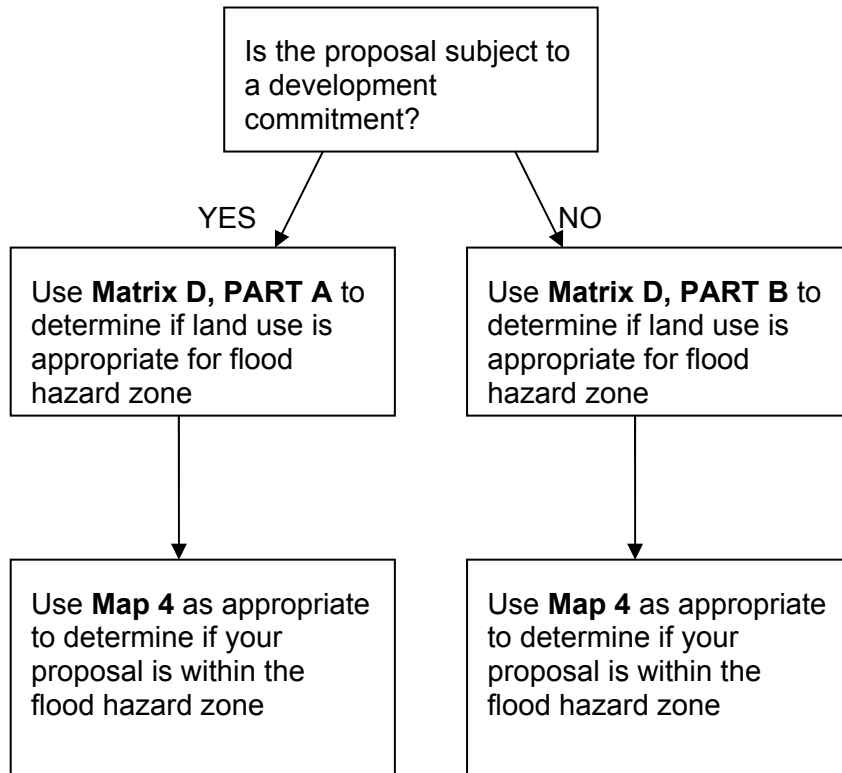 Is the proposal subject to
a development
commitment?
YES
NO
Use Matrix D, PART A to
determine if land use is
appropriate for flood
hazard zone
Use Matrix D, PART B to
determine if land use is
appropriate for flood
hazard zone
Use Map 4 as appropriate
to determine if your
proposal is within the
flood hazard zone
Use Map 4 as appropriate
to determine if your
proposal is within the
flood hazard zone